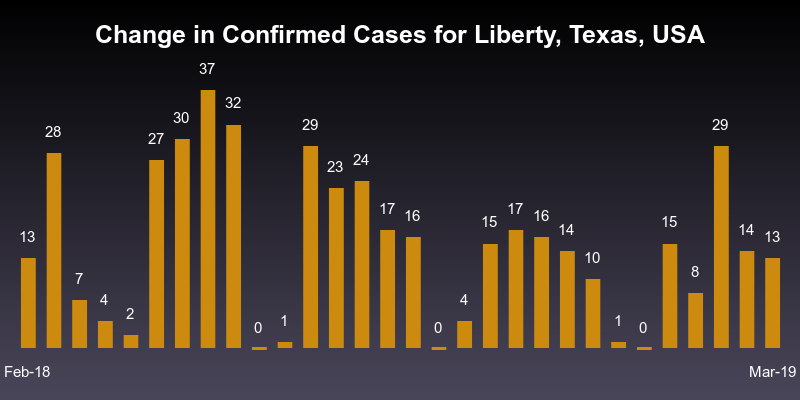 Change in Confirmed Cases for Liberty, Texas, USA
13 28 7 4 2 27 30 37 32 0 1 29 23 24 17 16 0 4 15 17 16 14 10 1 0 15 8 29 14 13
Feb-18 Mar-19